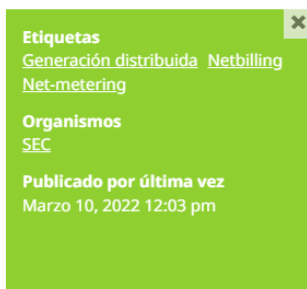 Etiquetas
Generación distribuida Netbilling
Net-metering
Organismos
SEC
Publicado por última vez
Marzo 10, 2022 12:03 pm